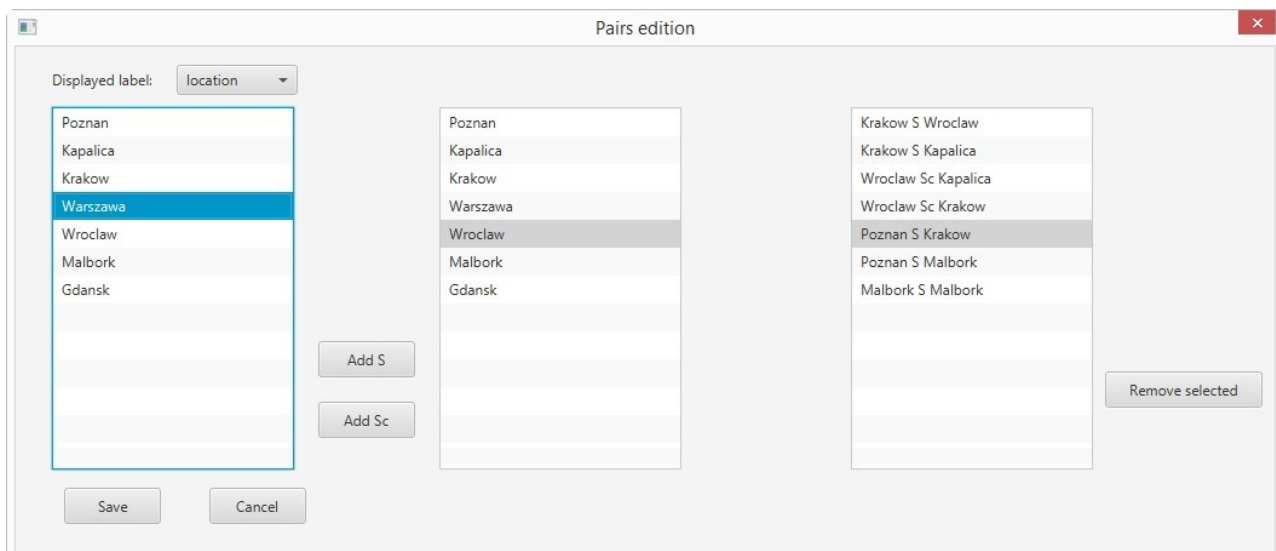 Pairs edition
Displayed label: location
Poznan
Kapalica
Krakow
Warszawa
Wroclaw
Malbork
Gdansk
Add S
Add Sc
Poznan
Kapalica
Krakow
Warszawa
Wroclaw
Malbork
Gdansk
Krakow S Wroclaw
Krakow S Kapalica
Wroclaw Sc Kapalica
Wroclaw Sc Krakow
Poznan S Krakow
Poznan S Malbork
Malbork S Malbork
Remove selected
Save
Cancel